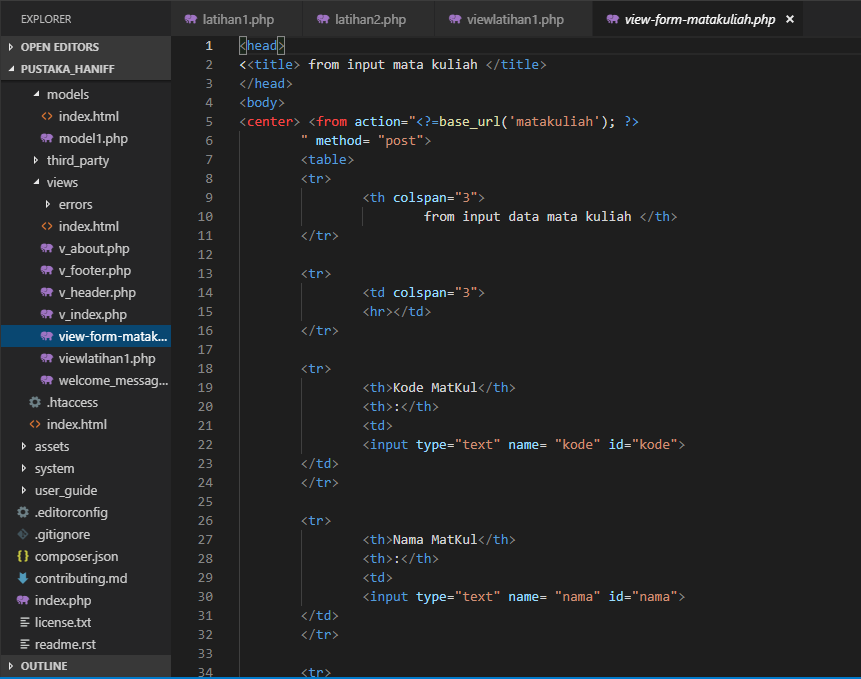 EXPLORER
OPEN EDITORS
PUSTAKA_HANIFF
models
index.html
model1.php
third_party
views
errors
index.html
v_about.php
v_footer.php
v_header.php
v_index.php
view-form-matak...
viewlatihan1.php
welcome_messag...
.htaccess
index.html
assets
system
user_guide
.editorconfig
.gitignore
composer.json
contributing.md
index.php
license.txt
readme.rst
OUTLINE
latihan1.php latihan2.php viewlatihan1.php view-form-matakuliah.php ×
1 <head>
2 <<title> from input mata kuliah </title>
3 </head>
4 <body>
5 <center> <from action="<?=base_url('matakuliah'); ?>
6 " method= "post">
7 <table>
8 <tr>
9 <th colspan="3">
10 from input data mata kuliah </th>
11 </tr>
12
13 <tr>
14 <td colspan="3">
15 <hr></td>
16 </tr>
17
18 <tr>
19 <th>Kode MatKul</th>
20 <th>:</th>
21 <td>
22 <input type="text" name= "kode" id="kode">
23 </td>
24 </tr>
25
26 <tr>
27 <th>Nama MatKul</th>
28 <th>:</th>
29 <td>
30 <input type="text" name= "nama" id="nama">
31 </td>
32 </tr>
33
34 <tr>